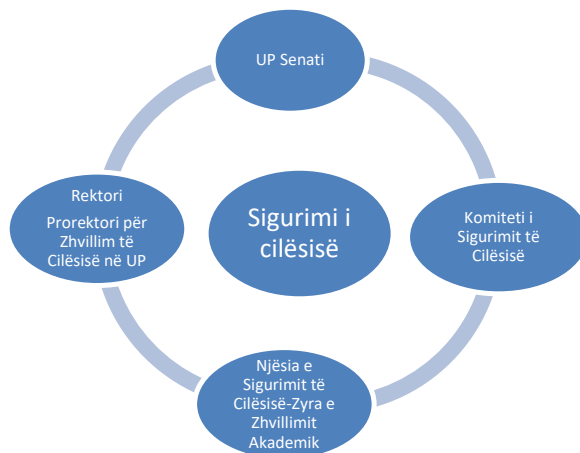 UP Senati
Rektori
Prorektori për
Zhvillim të
Cilësisë në UP
Sigurimi i
cilësisë
Komiteti i
Sigurimit të
Cilësisë
Njësia e
Sigurimit të
Cilësisë-Zyra e
Zhvillimit
Akademik